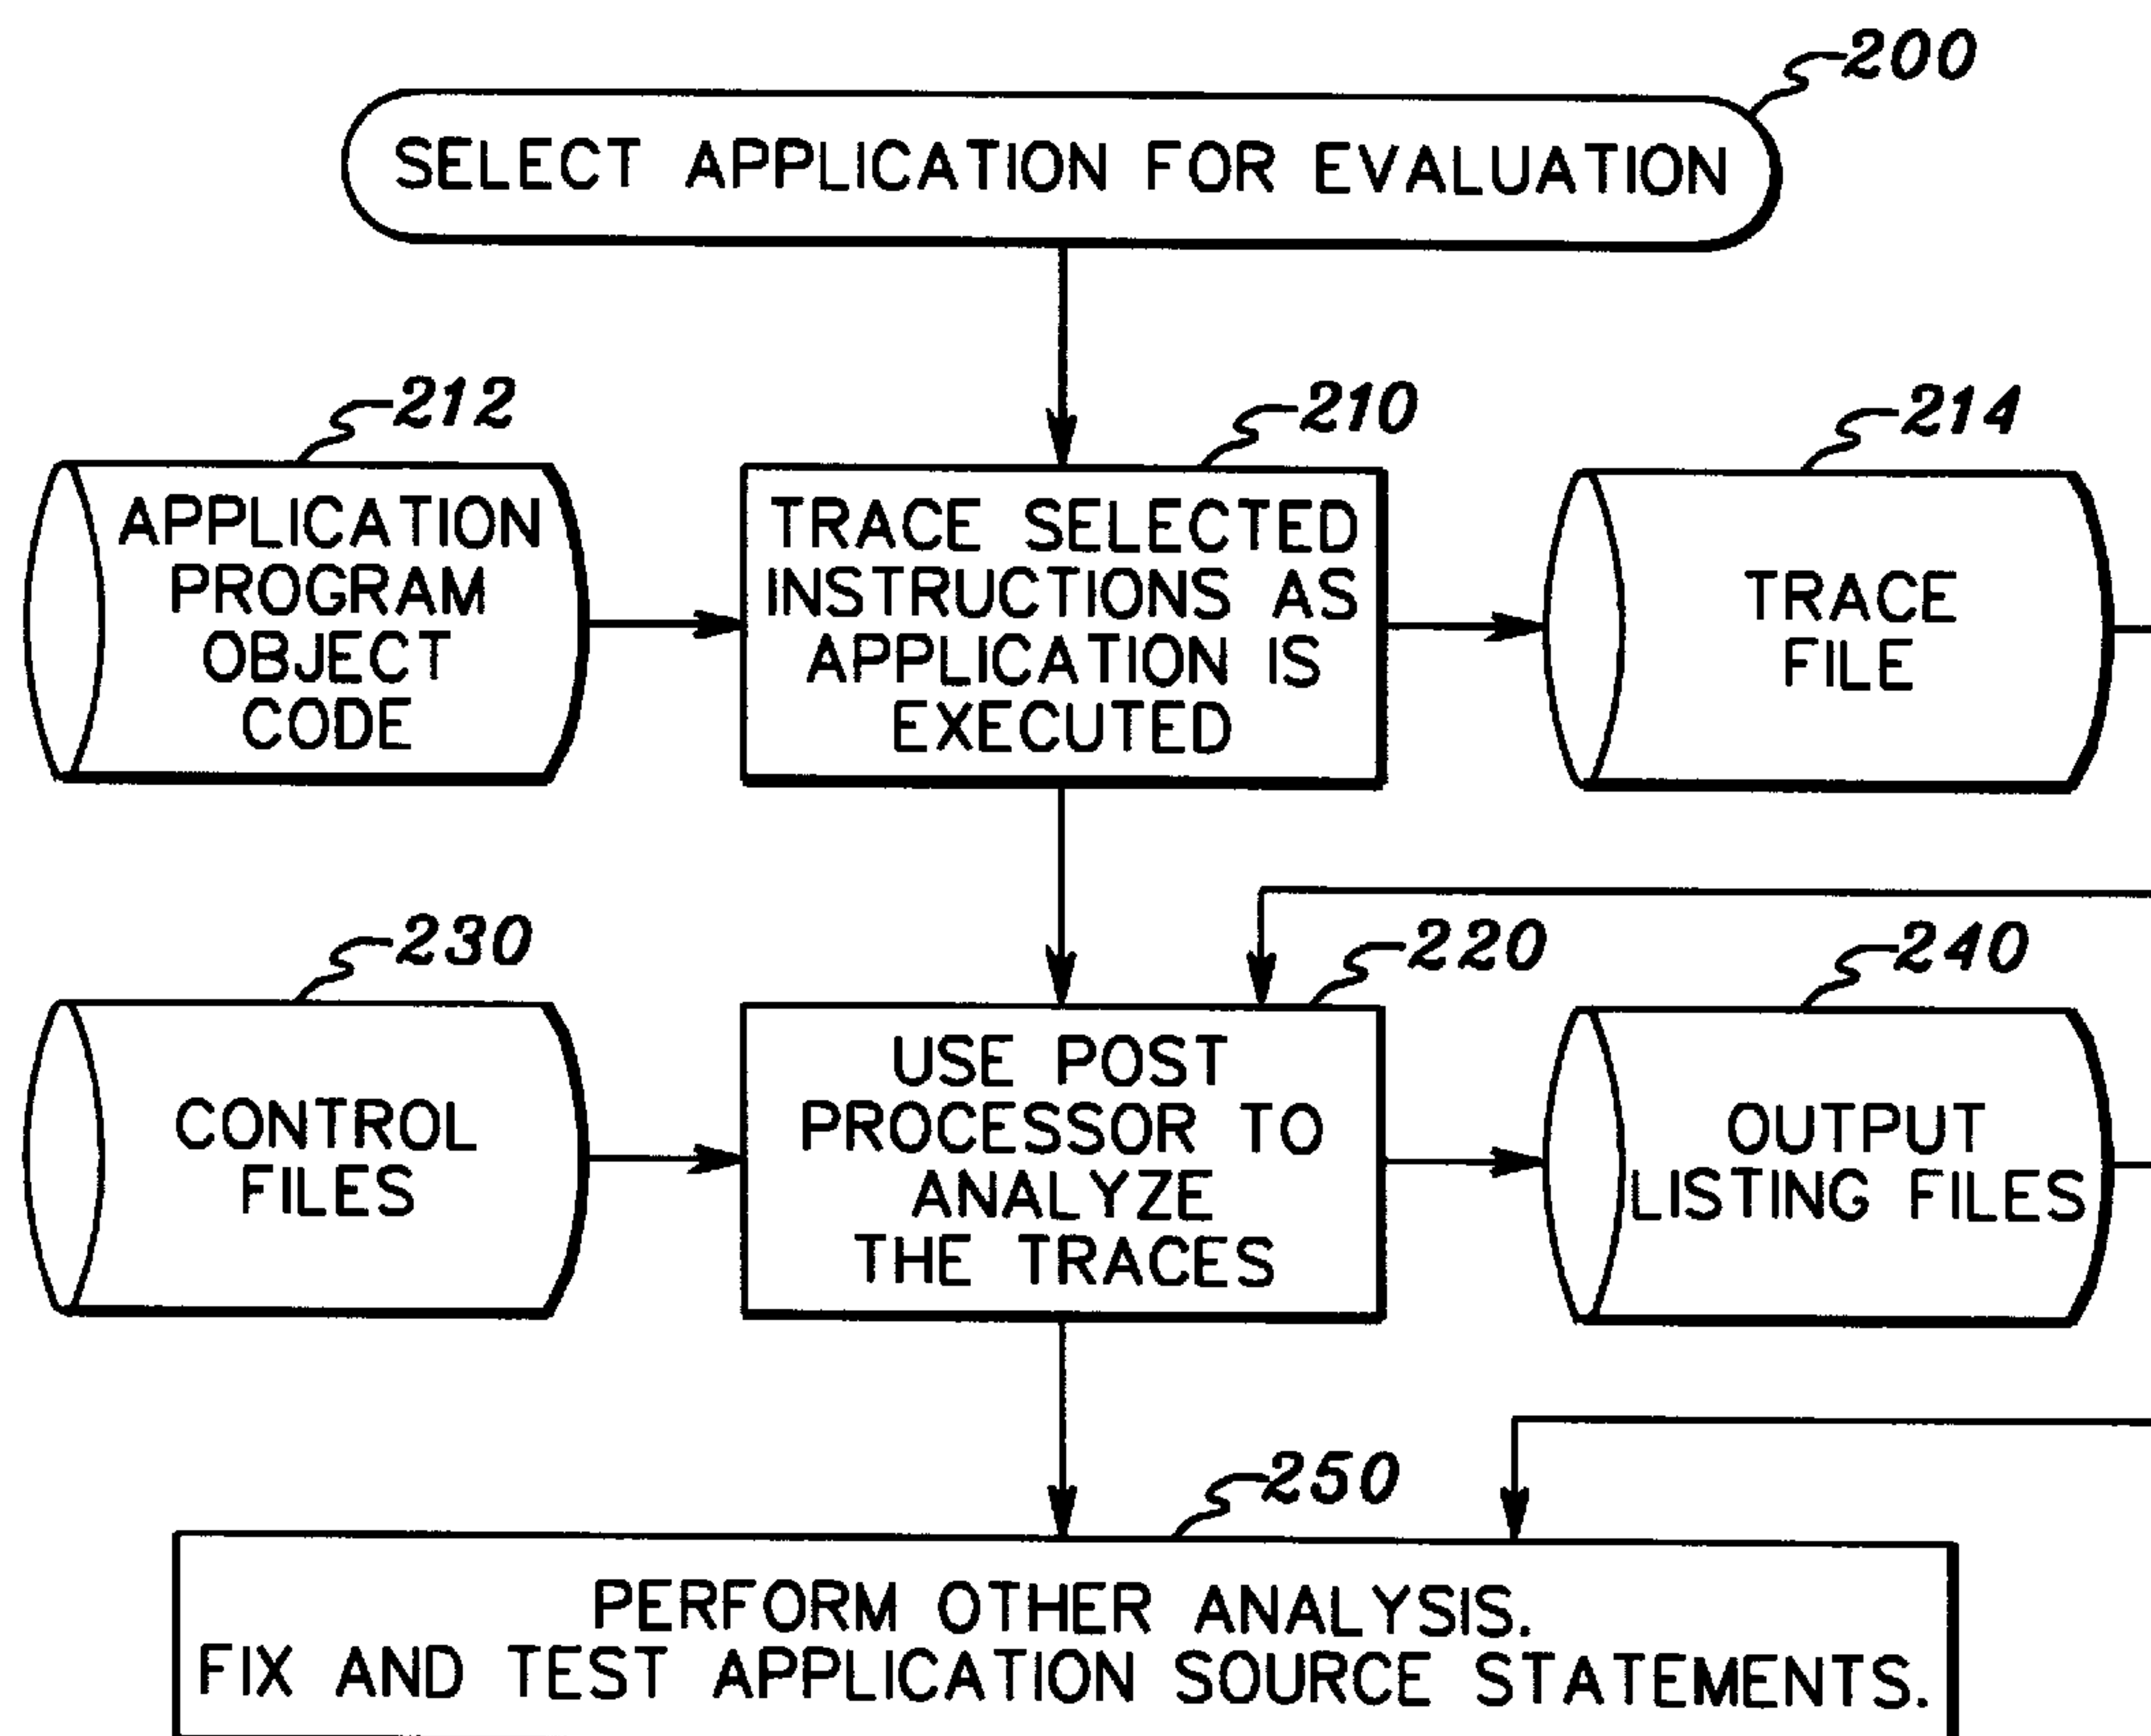 200
SELECT APPLICATION FOR EVALUATION
212
APPLICATION
PROGRAM
OBJECT
CODE
210
TRACE SELECTED
INSTRUCTIONS AS
APPLICATION IS
EXECUTED
214
TRACE
FILE
230
CONTROL
FILES
220
USE POST
PROCESSOR TO
ANALYZE
THE TRACES
240
OUTPUT
LISTING FILES
250
PERFORM OTHER ANALYSIS.
FIX AND TEST APPLICATION SOURCE STATEMENTS.